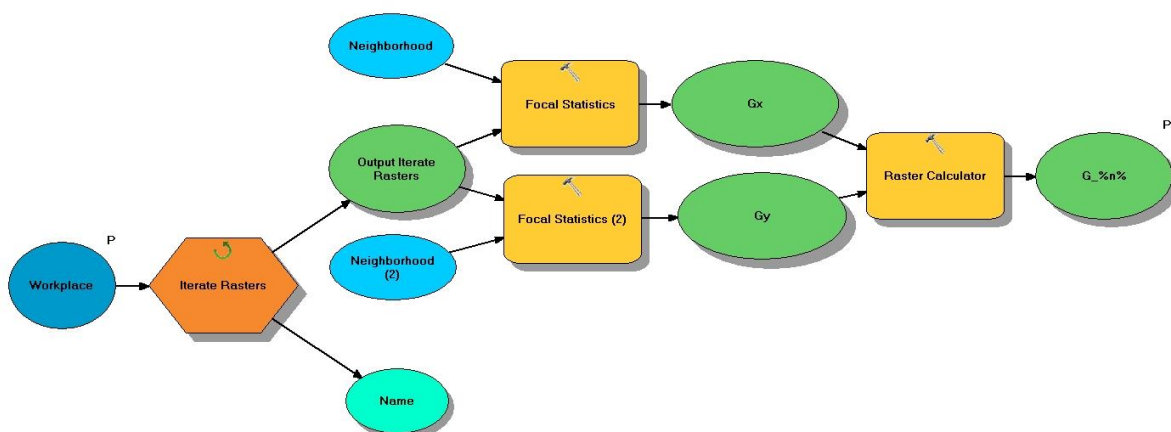 Neighborhood
Focal Statistics
Gx
P
Output Iterate
Rasters
Raster Calculator
G_%n%
Focal Statistics (2)
Gy
P
Neighborhood
(2)
Workplace
Iterate Rasters
Name